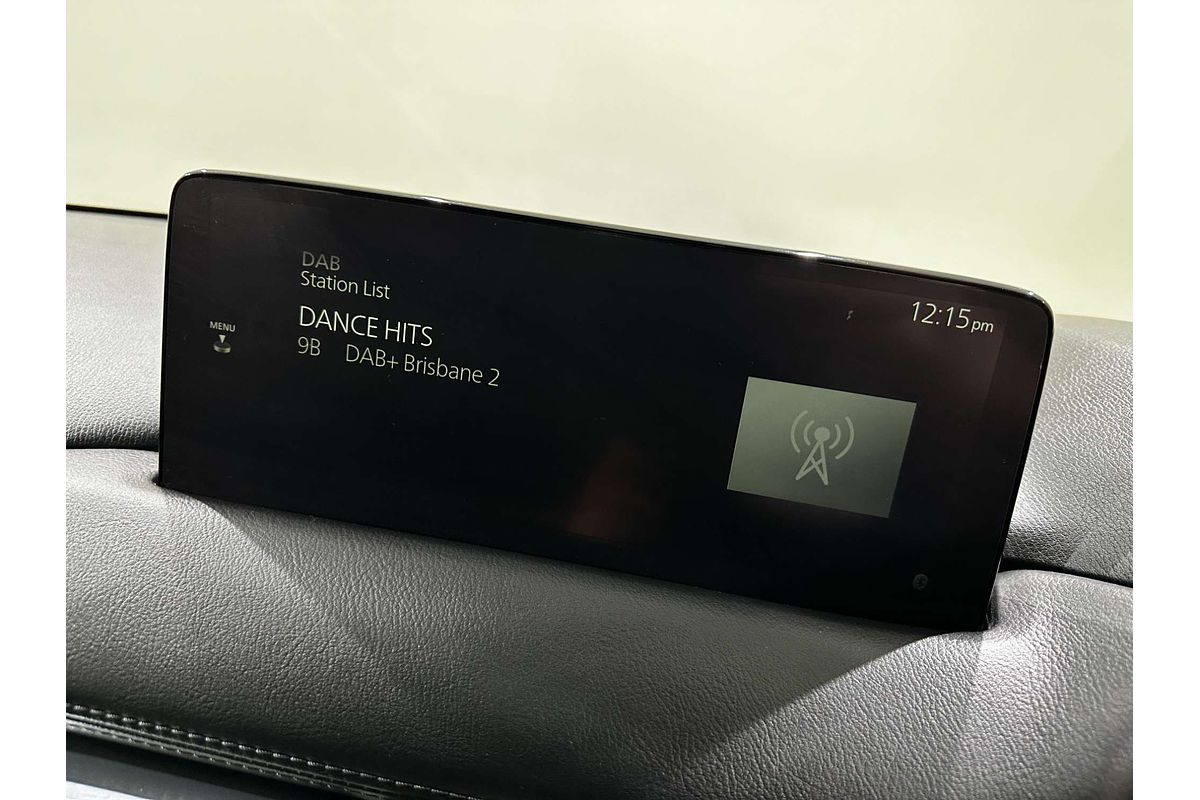 DAB
Station List
DANCE HITS
9B DAB+ Brisbane 2
MENU
12:15pm